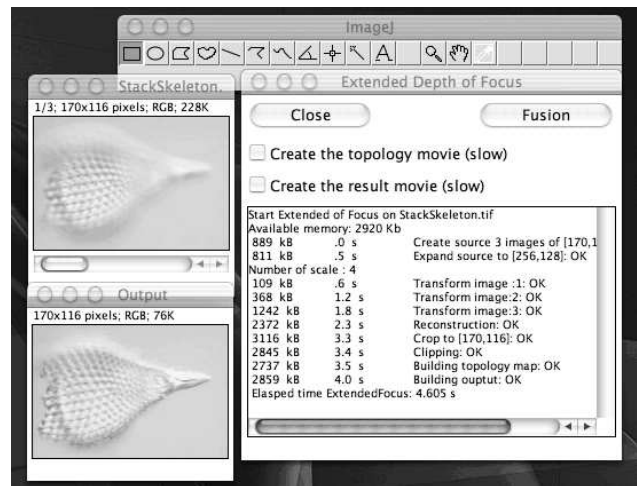 ImageJ
A
StackSkeleton.
1/3; 170x116 pixels; RGB; 228K
Output
170x116 pixels; RGB; 76K
Extended Depth of Focus
Close Fusion
Create the topology movie (slow)
Create the result movie (slow)
Start Extended of Focus on StackSkeleton.tif
Available memory: 2920 Kb
889 kB .0 s Create source 3 images of [170,1
811 kB .5 s Expand source to [256,128]: OK
Number of scale : 4
109 kB .6 s Transform image :1: OK
368 kB 1.2 s Transform image:2: OK
1242 kB 1.8 s Transform image:3: OK
2372 kB 2.3 s Reconstruction: OK
3116 kB 3.3 s Crop to [170,116]: OK
2845 kB 3.4 s Clipping: OK
2737 kB 3.5 s Building topology map: OK
2859 kB 4.0 s Building ouptut: OK
Elasped time ExtendedFocus: 4.605 s